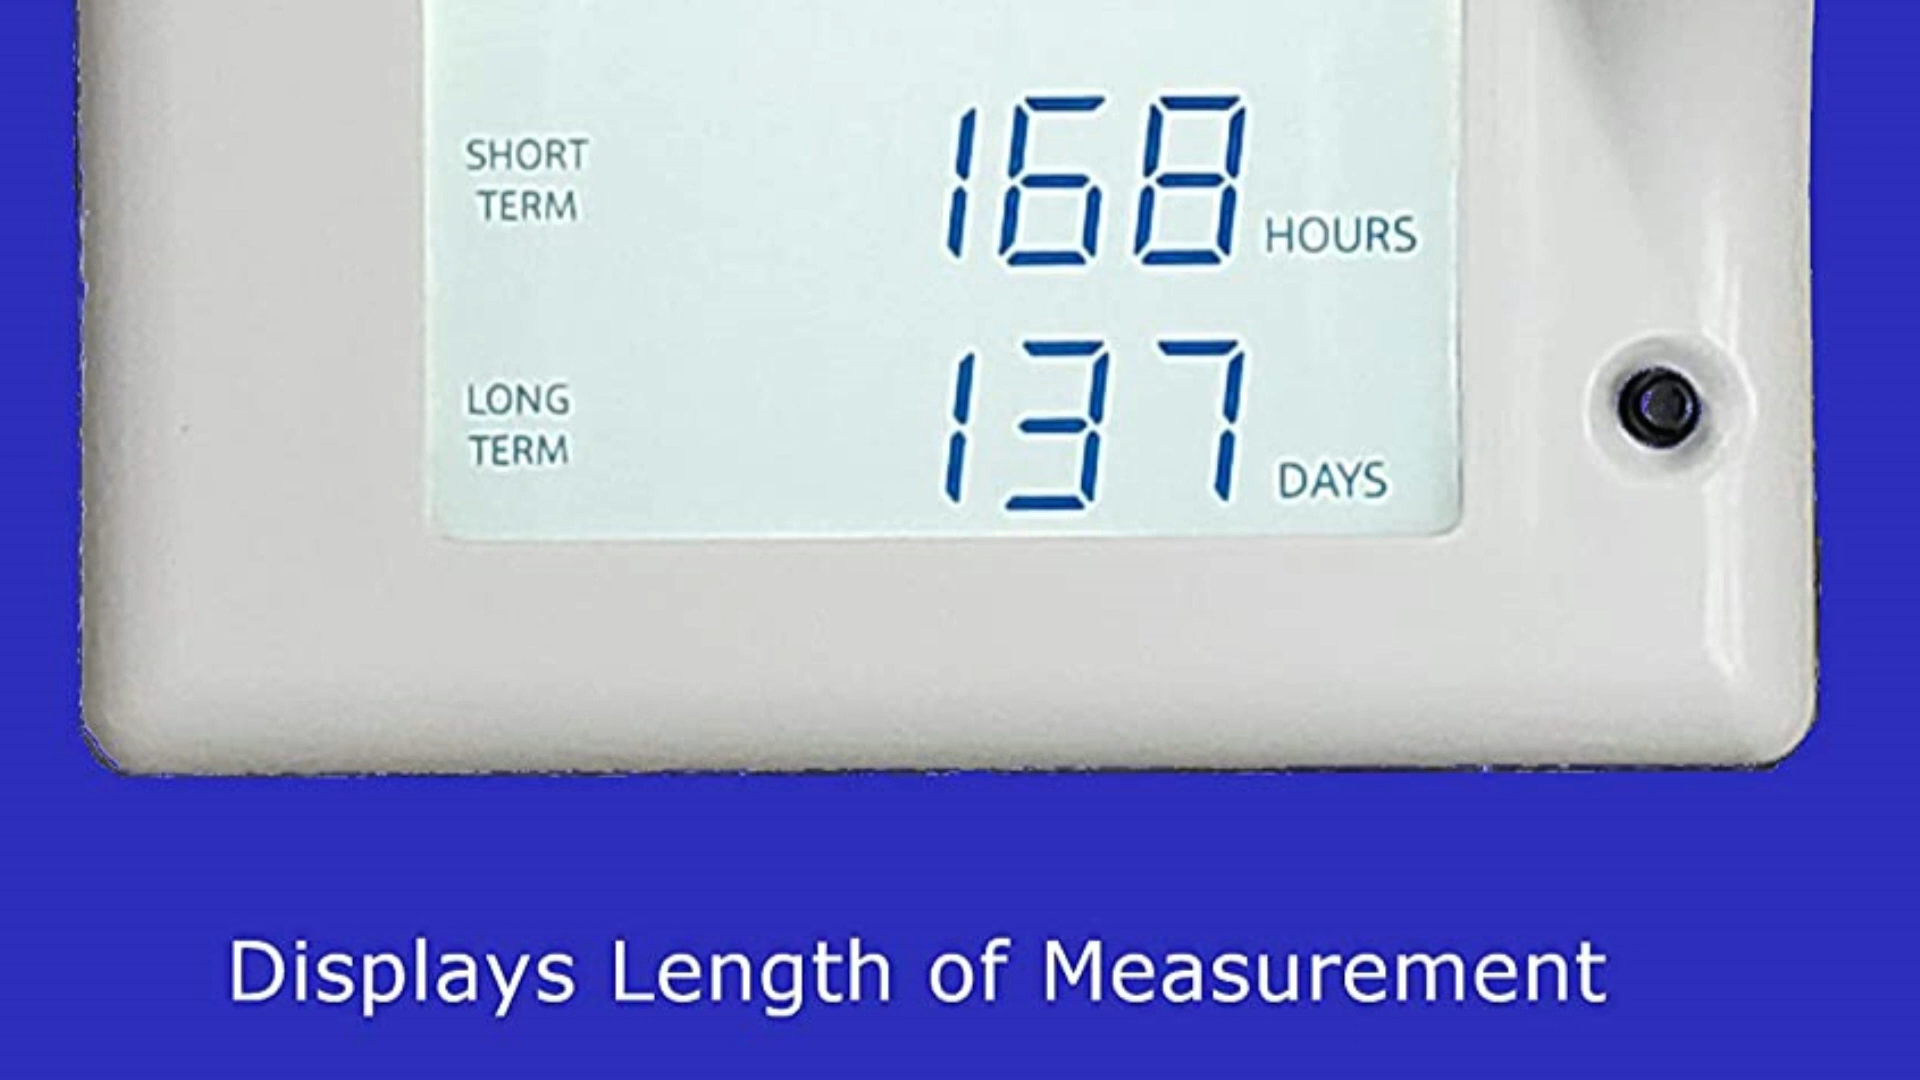 SHORT
TERM
168 HOURS
LONG
TERM
137 DAYS
Displays Length of Measurement